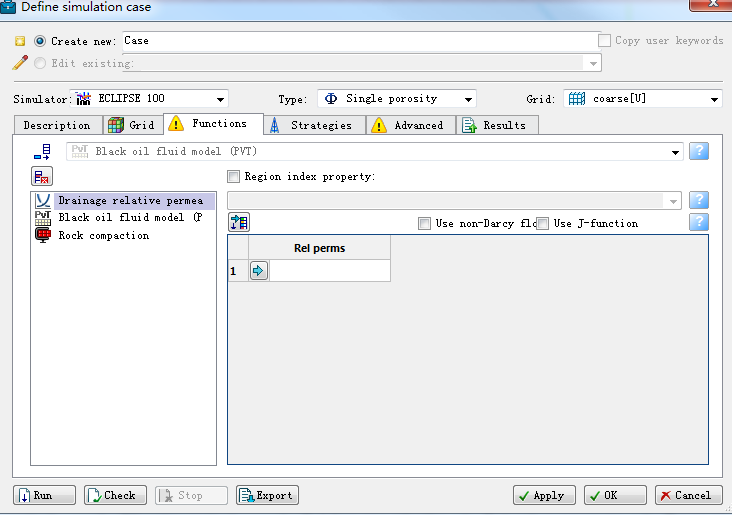 Define simulation case
Create new: Case
Copy user keywords
Edit existing:
Simulator: ECLIPSE 100 Type: Single porosity Grid: coarse[U]
Description Grid Functions Strategies Advanced Results
PVT Black oil fluid model (PVT) ?
Region index property:
Drainage relative permea ?
PVT Black oil fluid model (P
Use non-Darcy flo Use J-function ?
Rock compaction
Rel perms
1
Run Check Stop Export Apply OK Cancel